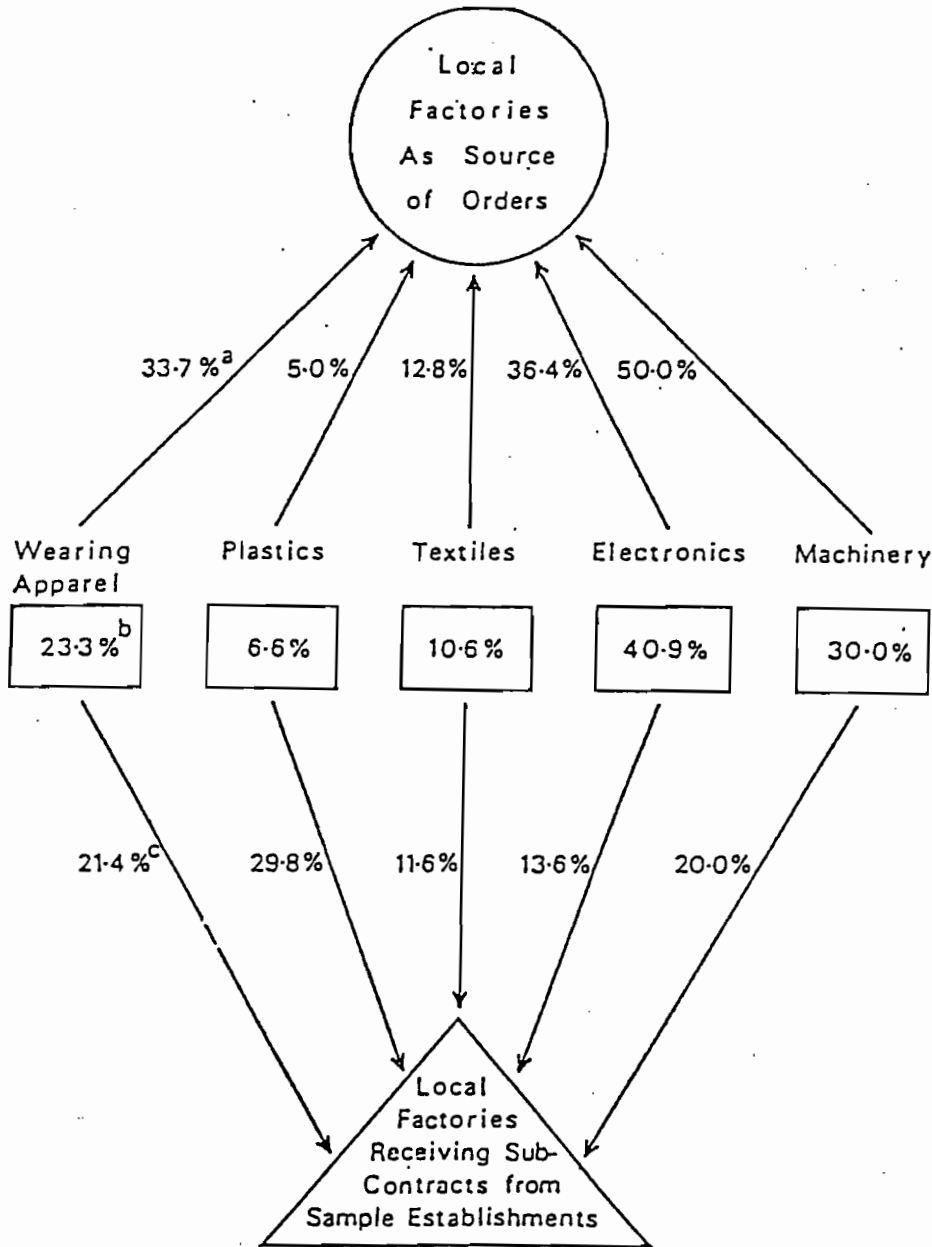 Local
Factories
As Source
of Orders
33·7%a 5·0% 12·8% 36·4% 50·0%
Wearing Apparel Plastics Textiles Electronics Machinery
23·3%b 6·6% 10·6% 40·9% 30·0%
21·4%c 29·8% 11·6% 13·6% 20·0%
Local
Factories
Receiving Sub-
Contracts from
Sample Establishments